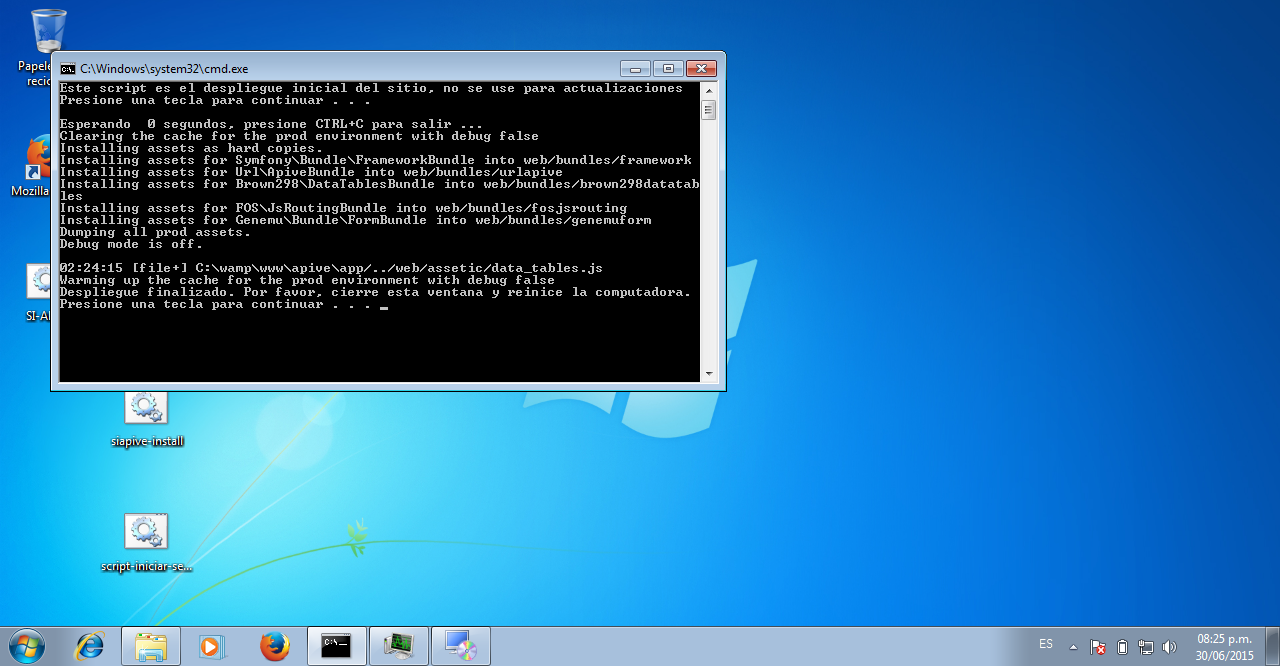 Papele
recic
C:\Windows\system32\cmd.exe
Este script es el despliegue inicial del sitio, no se use para actualizaciones
Presione una tecla para continuar . . .
Esperando  0 segundos, presione CTRL+C para salir ...
Clearing the cache for the prod environment with debug false
Installing assets as hard copies.
Installing assets for Symfony\Bundle\FrameworkBundle into web/bundles/framework
Installing assets for Url\ApiveBundle into web/bundles/urlapive
Installing assets for Brown298\DataTablesBundle into web/bundles/brown298datatab
les
Installing assets for FOS\JsRoutingBundle into web/bundles/fosjsrouting
Installing assets for Genemu\Bundle\FormBundle into web/bundles/genemuform
Dumping all prod assets.
Debug mode is off.
02:24:15 [file+] C:\wamp\www\apive\app/../web/assetic/data_tables.js
Warming up the cache for the prod environment with debug false
Despliegue finalizado. Por favor, cierre esta ventana y reinice la computadora.
Presione una tecla para continuar . . . _
Mozilla
SI-AI
siapive-install
script-iniciar-se...
C:\_
ES
08:25 p.m.
30/06/2015